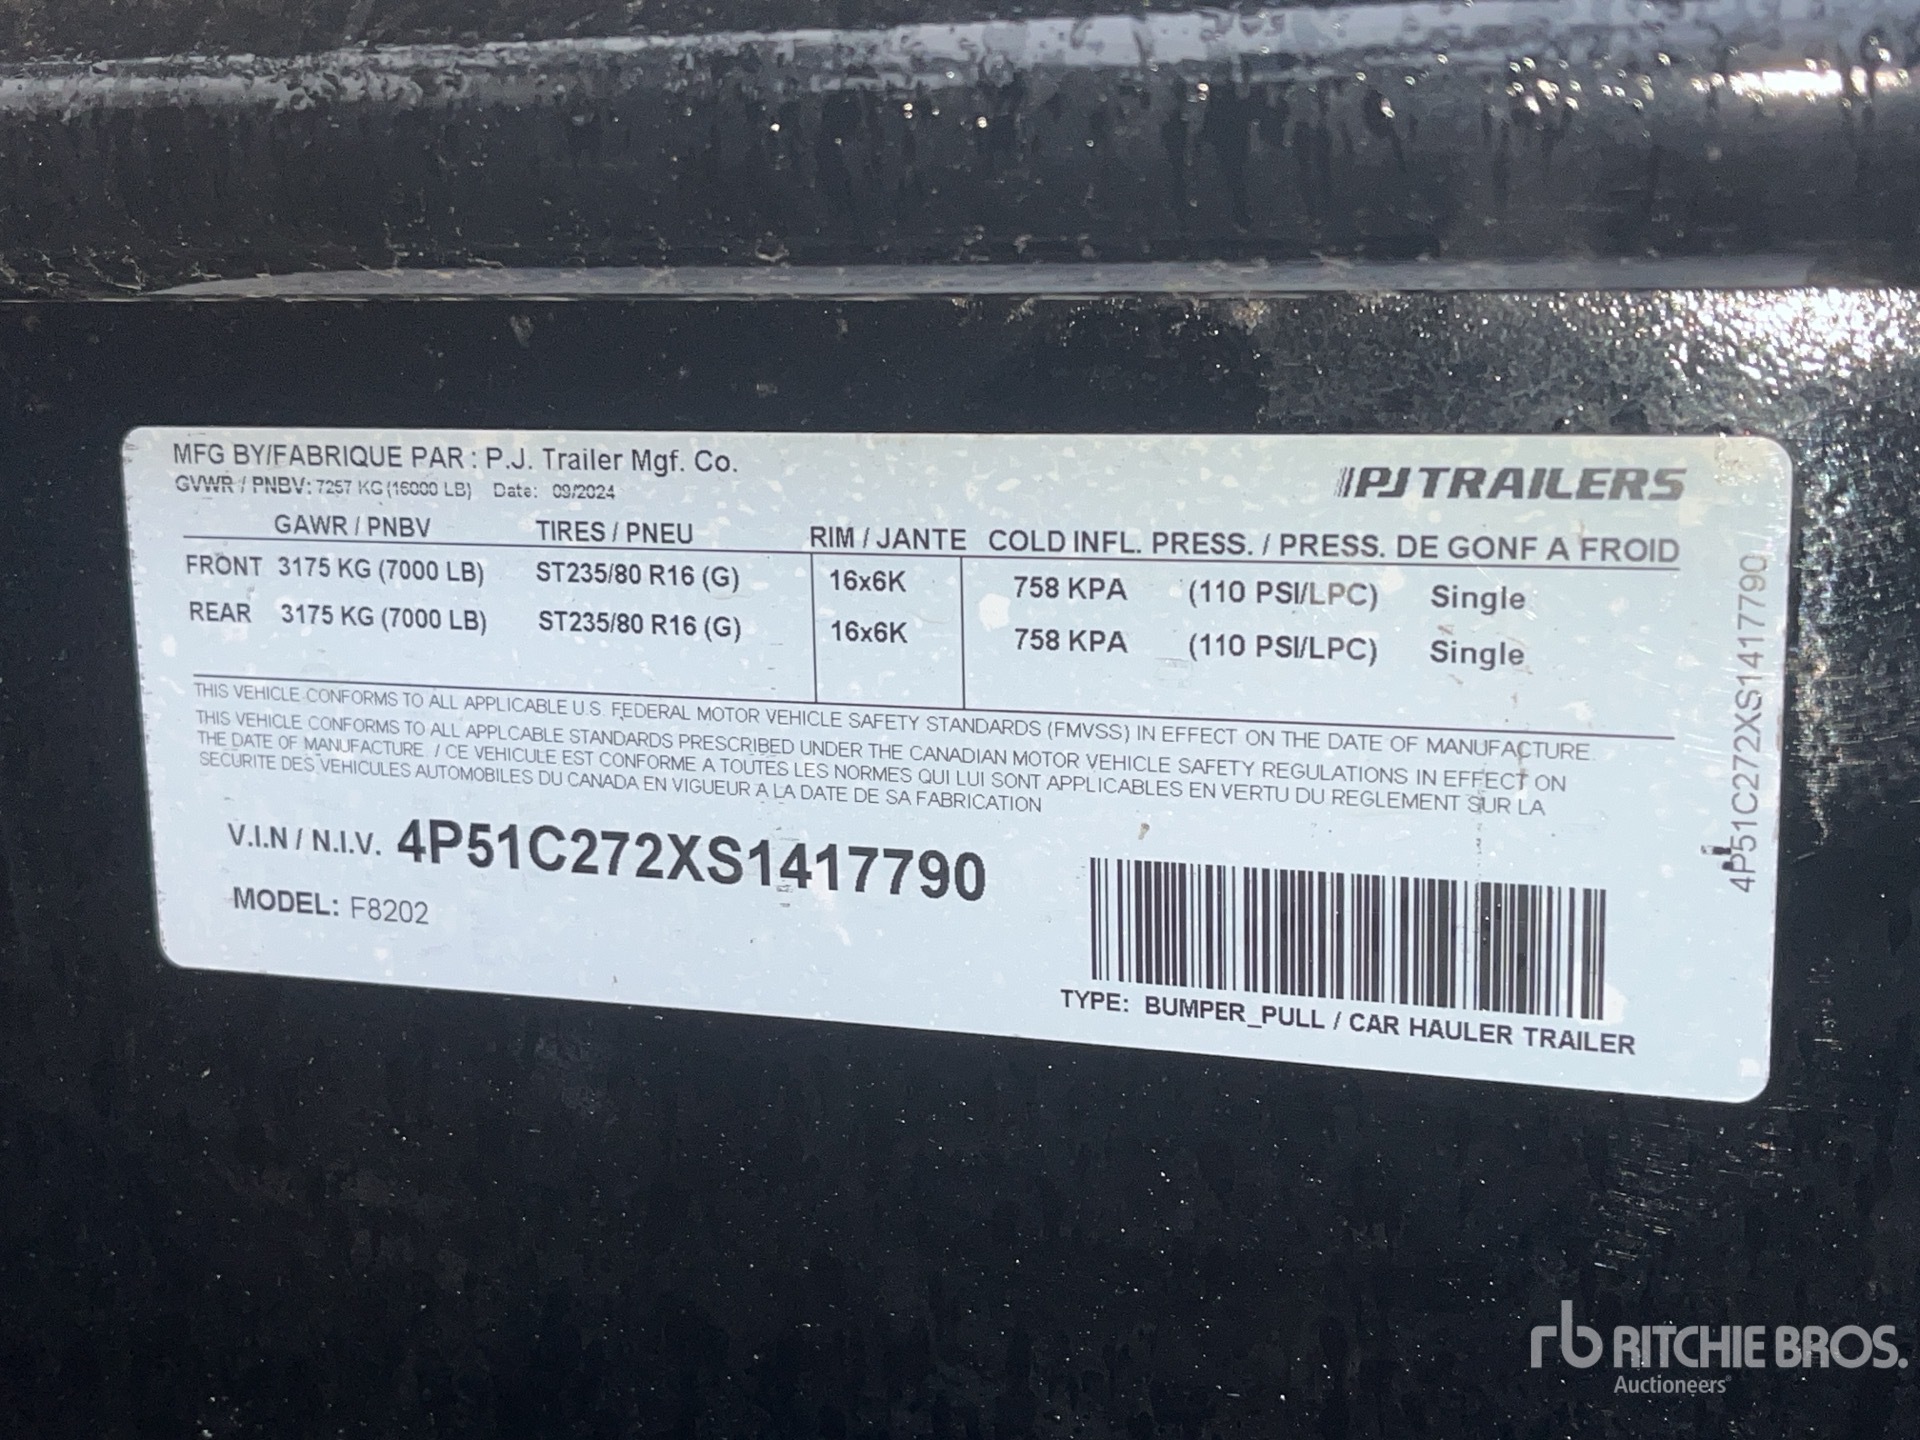 MFG BY/FABRIQUE PAR : P.J. Trailer Mgf. Co.
GVWR / PNBV: 7257 KG (16000 LB) Date: 09/2024
PJ TRAILERS
GAWR / PNBV TIRES / PNEU RIM / JANTE COLD INFL. PRESS. / PRESS. DE GONF A FROID
FRONT 3175 KG (7000 LB) ST235/80 R16 (G) 16x6K 758 KPA (110 PSI/LPC) Single
REAR 3175 KG (7000 LB) ST235/80 R16 (G) 16x6K 758 KPA (110 PSI/LPC) Single
THIS VEHICLE CONFORMS TO ALL APPLICABLE U.S. FEDERAL MOTOR VEHICLE SAFETY STANDARDS (FMVSS) IN EFFECT ON THE DATE OF MANUFACTURE.
THIS VEHICLE CONFORMS TO ALL APPLCABLE STANDARDS PRESCRIBED UNDER THE CANADIAN MOTOR VEHICLE SAFETY REGULATIONS IN EFFECT ON
THE DATE OF MANUFACTURE. / CE VEHICULE EST CONFORME A TOUTES LES NORMES QUI LUI SONT APPLICABLES EN VERTU DU REGLEMENT SUR LA
SECURITE DES VEHICULES AUTOMOBILES DU CANADA EN VIGUEUR A LA DATE DE SA FABRICATION
V.I.N / N.I.V. 4P51C272XS1417790
MODEL: F8202
TYPE: BUMPER_PULL / CAR HAULER TRAILER
4P51C272XS1417790
rb RITCHIE BROS.
Auctioneers